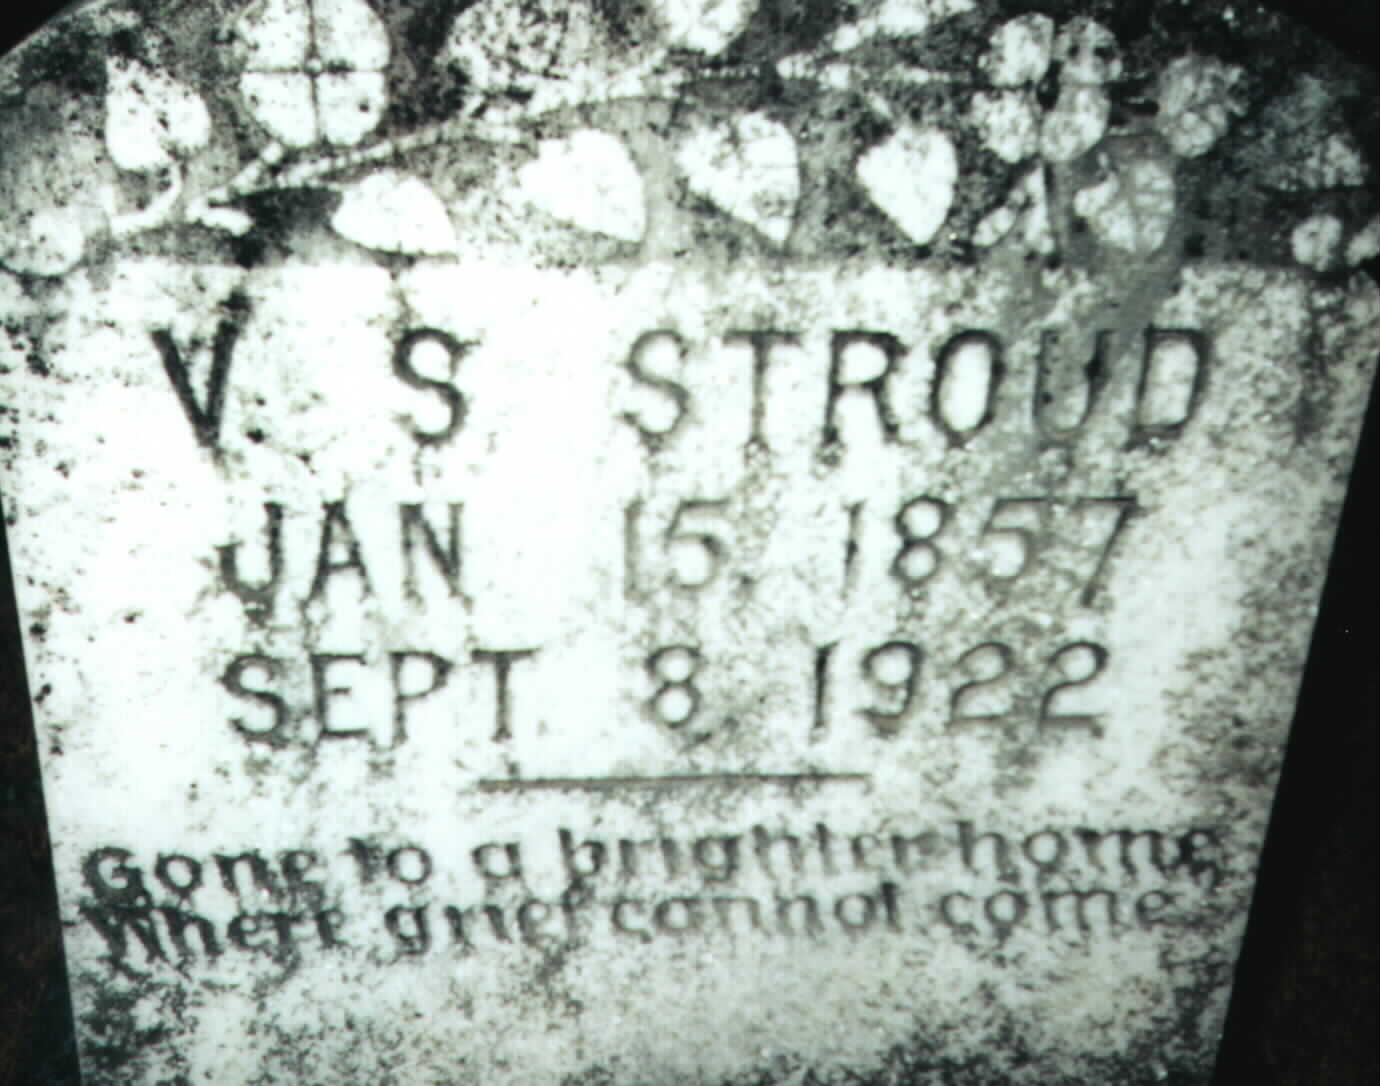 V S STROUD
JAN 15, 1857
SEPT 8, 1922
Gone to a brighter home,
Where grief cannot come